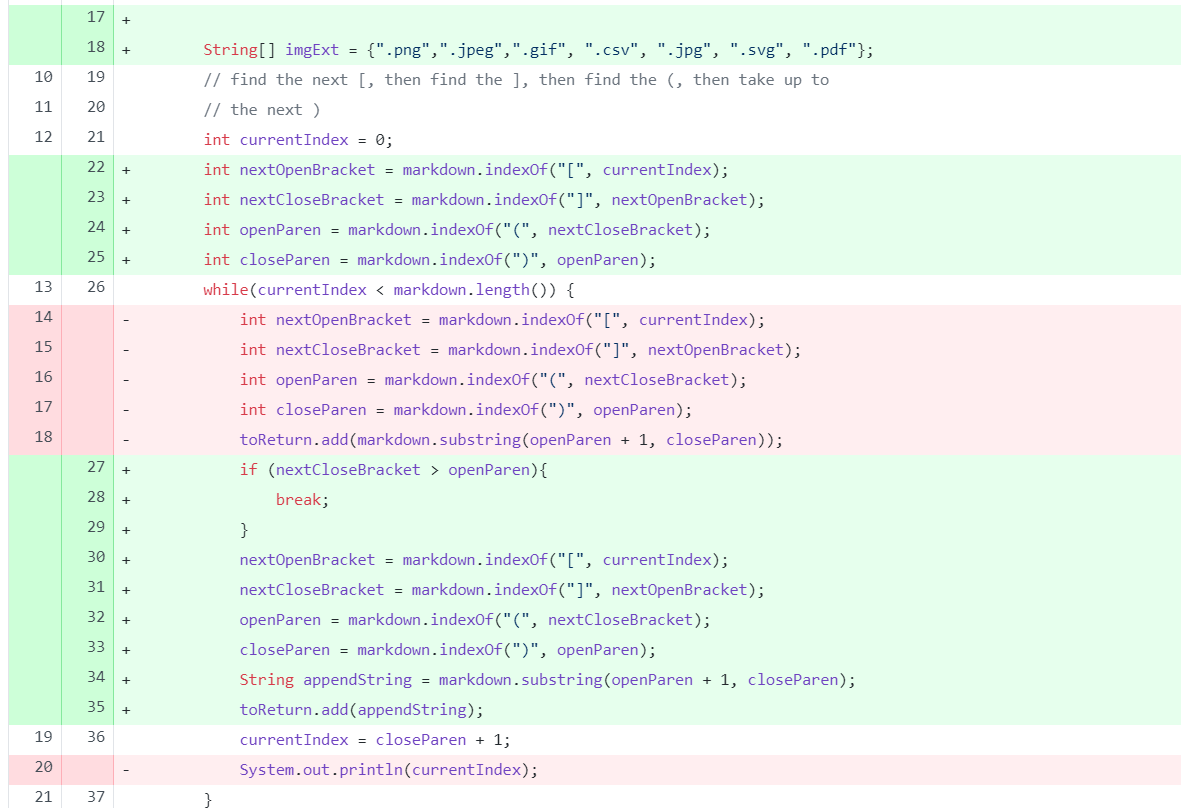 17 +
18 + String[] imgExt = {".png",".jpeg",".gif", ".csv", ".jpg", ".svg", ".pdf"};
10 19 // find the next [, then find the ], then find the (, then take up to
11 20 // the next )
12 21 int currentIndex = 0;
22 + int nextOpenBracket = markdown.indexOf("[", currentIndex);
23 + int nextCloseBracket = markdown.indexOf("]", nextOpenBracket);
24 + int openParen = markdown.indexOf("(", nextCloseBracket);
25 + int closeParen = markdown.indexOf(")", openParen);
13 26 while(currentIndex < markdown.length()) {
14 - int nextOpenBracket = markdown.indexOf("[", currentIndex);
15 - int nextCloseBracket = markdown.indexOf("]", nextOpenBracket);
16 - int openParen = markdown.indexOf("(", nextCloseBracket);
17 - int closeParen = markdown.indexOf(")", openParen);
18 - toReturn.add(markdown.substring(openParen + 1, closeParen));
27 + if (nextCloseBracket > openParen){
28 + break;
29 + }
30 + nextOpenBracket = markdown.indexOf("[", currentIndex);
31 + nextCloseBracket = markdown.indexOf("]", nextOpenBracket);
32 + openParen = markdown.indexOf("(", nextCloseBracket);
33 + closeParen = markdown.indexOf(")", openParen);
34 + String appendString = markdown.substring(openParen + 1, closeParen);
35 + toReturn.add(appendString);
19 36 currentIndex = closeParen + 1;
20 - System.out.println(currentIndex);
21 37 }